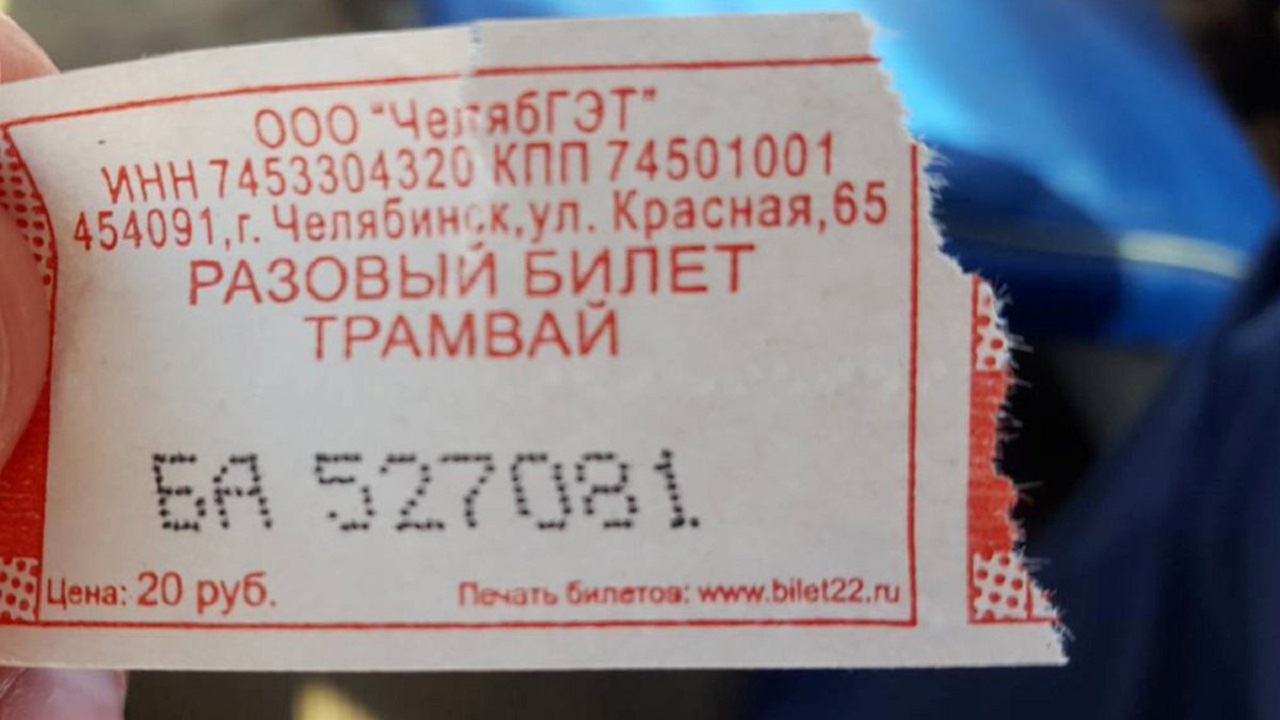 ООО "ЧелябГЭТ"
ИНН 7453304320 КПП 74501001
454091,г. Челябинск,ул. Красная,65
РАЗОВЫЙ БИЛЕТ
ТРАМВАЙ
БА 527081.
Цена: 20 руб. Печать билетов: www.bilet22.ru